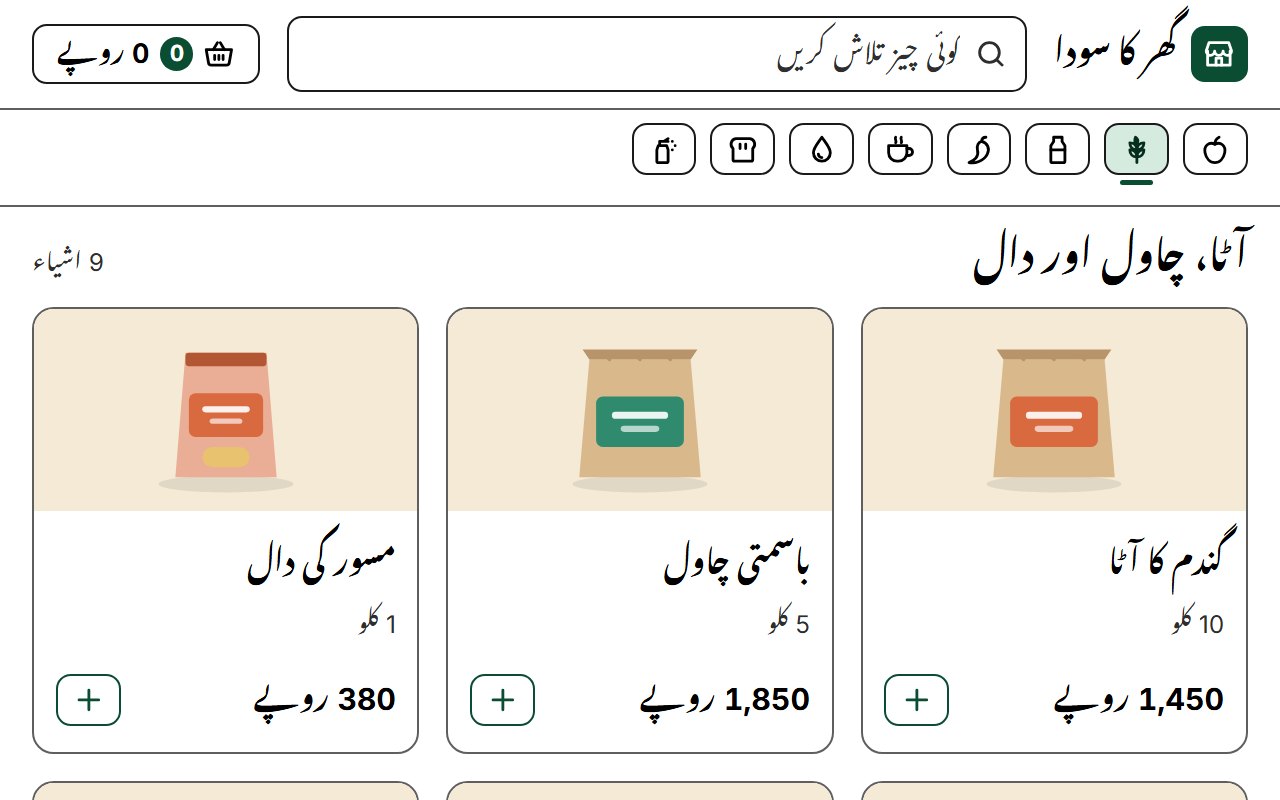 گھر کا سودا
کوئی چیز تلاش کریں
0 0 روپے
آٹا، چاول اور دال
9 اشیاء
گندم کا آٹا
10 کلو
1,450 روپے
باسمتی چاول
5 کلو
1,850 روپے
مسور کی دال
1 کلو
380 روپے